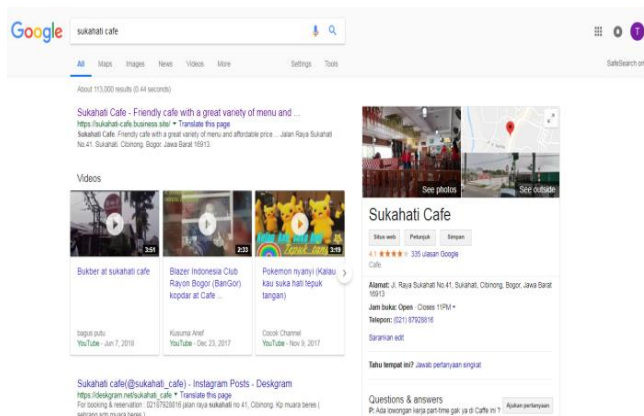 Google
sukahati cafe
T
All Maps Images News Videos More Settings Tools
SafeSearch on
About 113,000 results (0.44 seconds)
Sukahati Cafe - Friendly cafe with a great variety of menu and ...
https://sukahati-cafe.business.site/ Translate this page
Sukahati Cafe. Friendly cafe with a great variety of menu and affordable price ... Jalan Raya Sukahati
No.41. Sukahati. Cibinong. Bogor. Jawa Barat 16913.
Videos
3:51
2:33
3:19
Bukber at sukahati cafe
bagus putu
YouTube - Jun 7, 2018
Blazer Indonesia Club
Rayon Bogor (BanGor)
kopdar at Cafe ...
Kusuma Arief
YouTube - Dec 23, 2017
Pokemon nyanyi (Kalau
kau suka hati tepuk
tangan)
Cocok Channel
YouTube - Nov 9, 2017
Sukahati cafe(@sukahati_cafe) - Instagram Posts - Deskgram
https://deskgram.net/sukahati_cafe Translate this page
For booking & reservation : 02187928816 jalan raya sukahati no 41, Cibinong, Kp muara beres (
sebrang sdn muara beres )
See photos
See outside
Sukahati Cafe
Situs web Petunjuk Simpan
4.1 ★★★★★ 335 ulasan Google
Cafe
Alamat: Jl. Raya Sukahati No.41, Sukahati, Cibinong, Bogor, Jawa Barat
16913
Jam buka: Open · Closes 11PM
Telepon: (021) 87928816
Sarankan edit
Tahu tempat ini? Jawab pertanyaan singkat
Questions & answers
Ajukan pertanyaan
P: Ada lowongan kerja part-time gak ya di Caffe ini ?